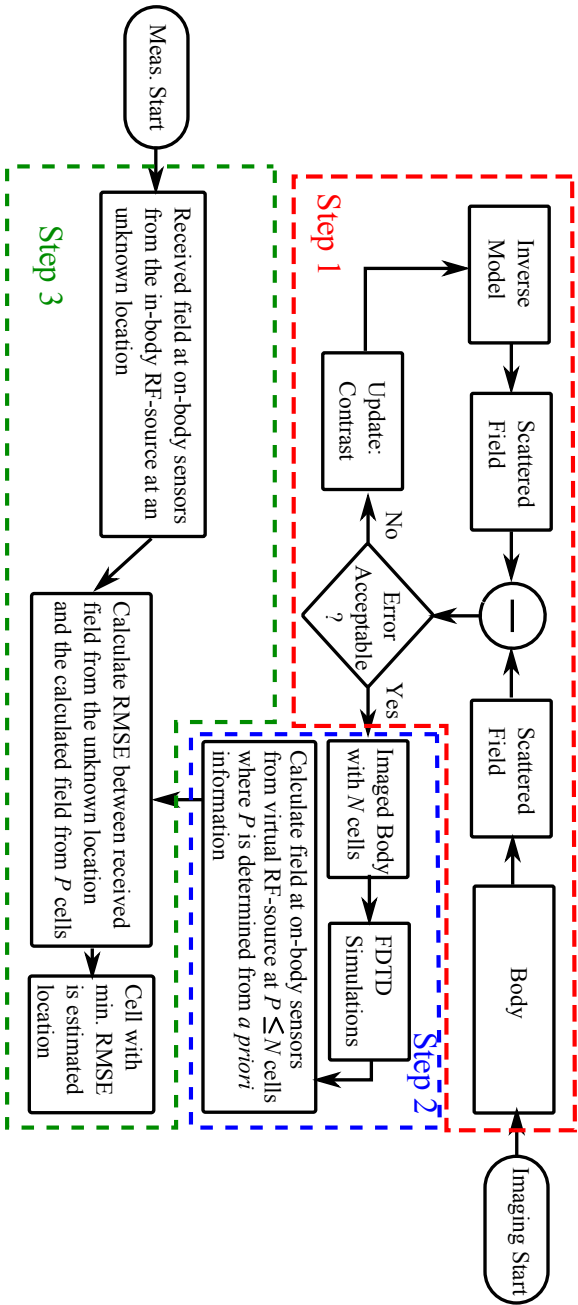 Inverse
Model
Scattered
Field
Scattered
Field
Body
Imaging Start
Step 1
Update:
Contrast
No
Error
Acceptable
?
Yes
Imaged Body
with N cells
FDTD
Simulations
Step 2
Calculate field at on-body sensors
from virtual RF-source at P ≤ N cells
where P is determined from a priori
information
Meas. Start
Received field at on-body sensors
from the in-body RF-source at an
unknown location
Step 3
Calculate RMSE between received
field from the unknown location
and the calculated field from P cells
Cell with
min. RMSE
is estimated
location